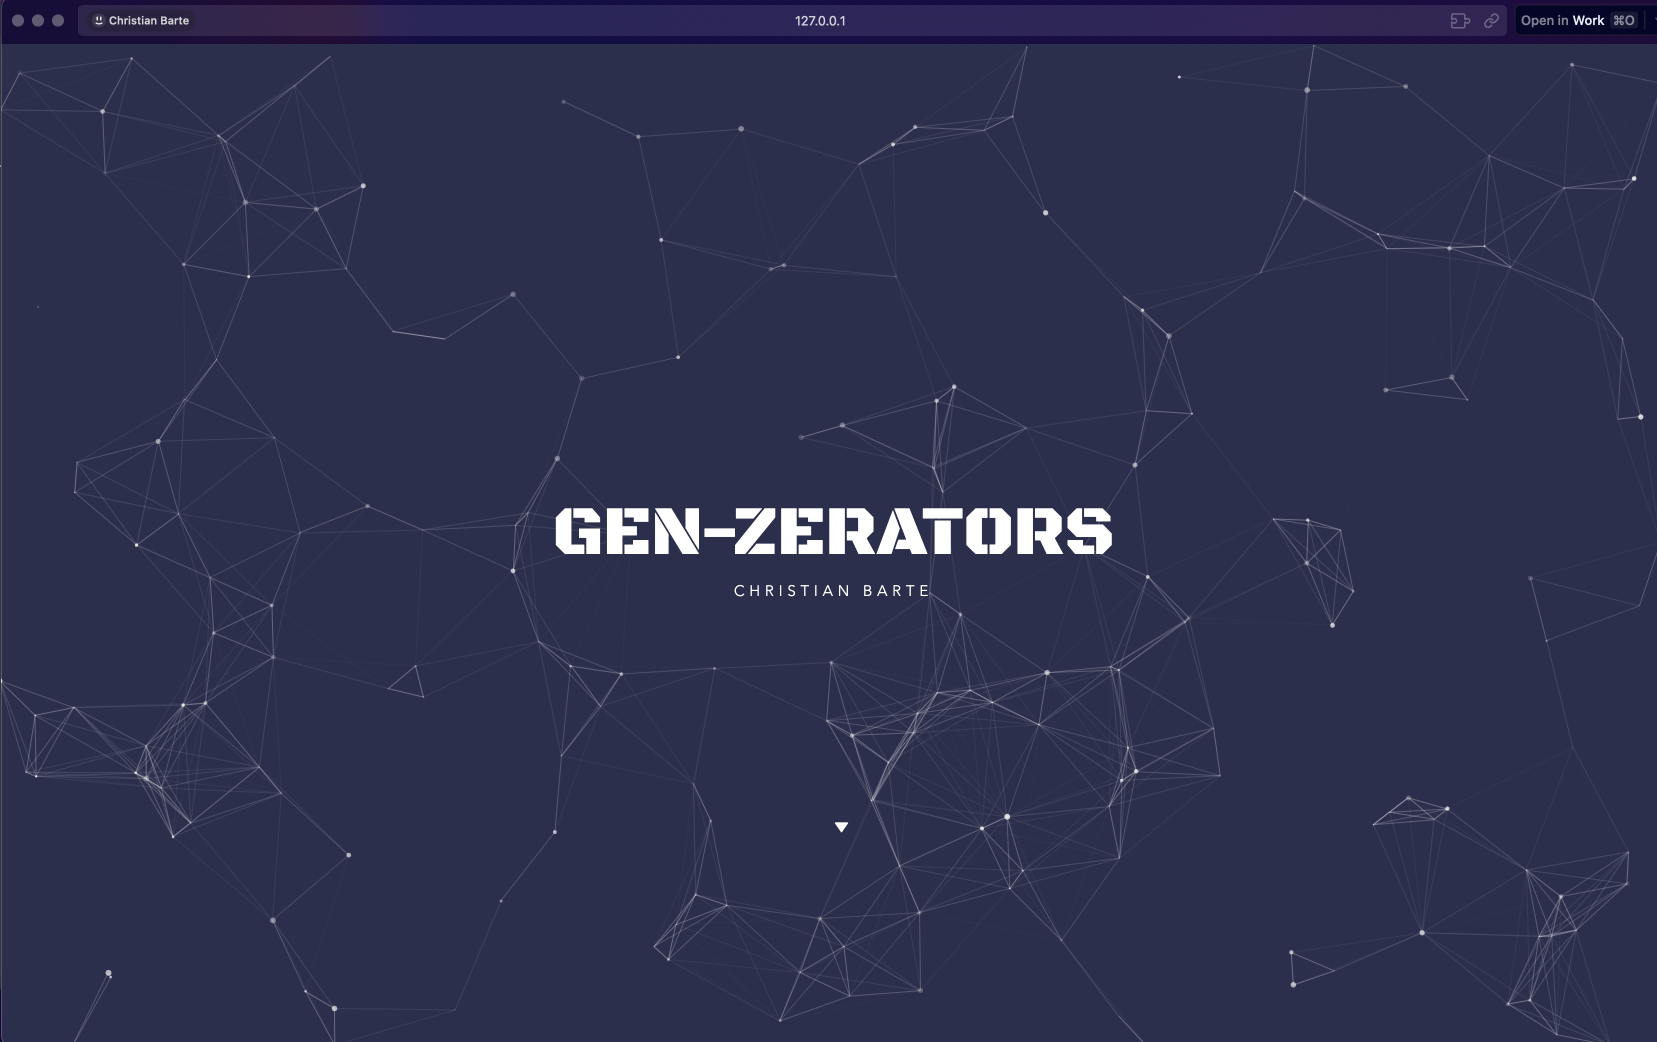 Christian Barte
127.0.0.1
Open in Work ⌘O
GEN-ZERATORS
CHRISTIAN BARTE